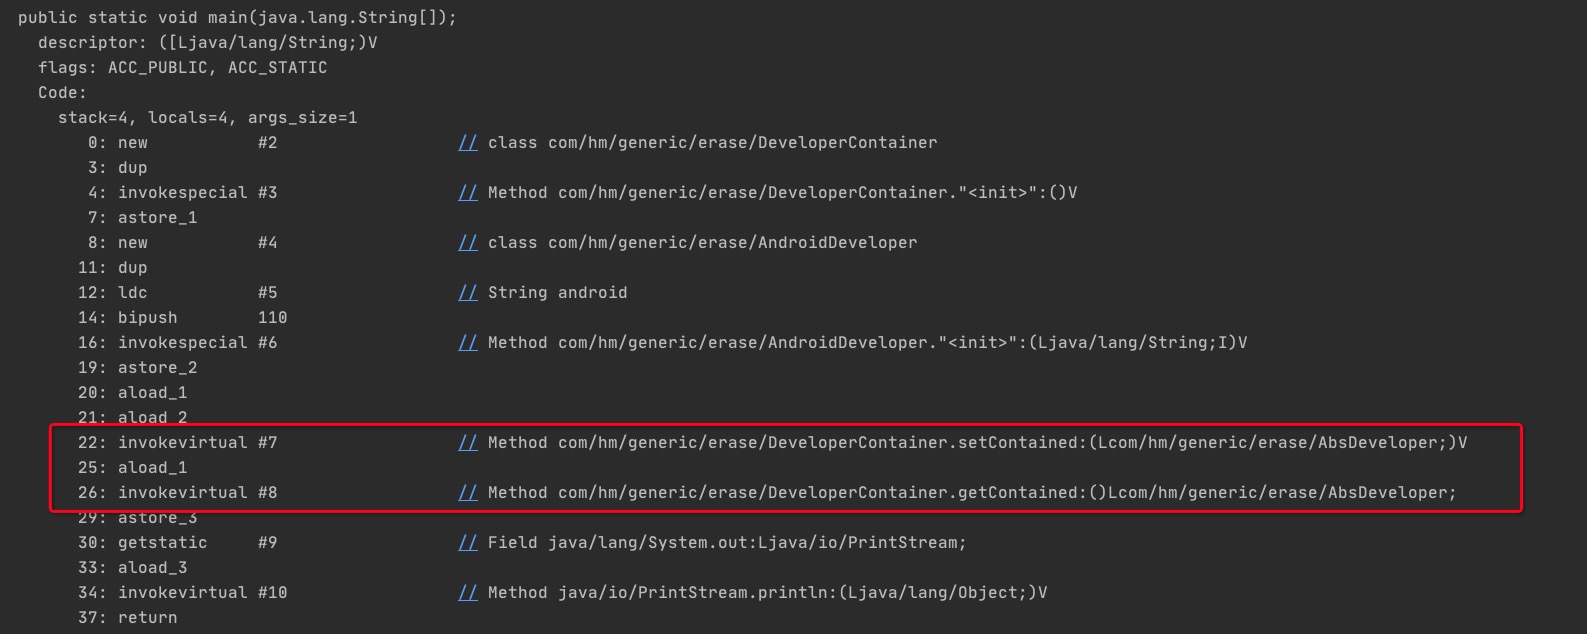 public static void main(java.lang.String[]);
descriptor: ([Ljava/lang/String;)V
flags: ACC_PUBLIC, ACC_STATIC
Code:
stack=4, locals=4, args_size=1
0: new #2 // class com/hm/generic/erase/DeveloperContainer
3: dup
4: invokespecial #3 // Method com/hm/generic/erase/DeveloperContainer."<init>":()V
7: astore_1
8: new #4 // class com/hm/generic/erase/AndroidDeveloper
11: dup
12: ldc #5 // String android
14: bipush 110
16: invokespecial #6 // Method com/hm/generic/erase/AndroidDeveloper."<init>":(Ljava/lang/String;I)V
19: astore_2
20: aload_1
21: aload_2
22: invokevirtual #7 // Method com/hm/generic/erase/DeveloperContainer.setContained:(Lcom/hm/generic/erase/AbsDeveloper;)V
25: aload_1
26: invokevirtual #8 // Method com/hm/generic/erase/DeveloperContainer.getContained:()Lcom/hm/generic/erase/AbsDeveloper;
29: astore_3
30: getstatic #9 // Field java/lang/System.out:Ljava/io/PrintStream;
33: aload_3
34: invokevirtual #10 // Method java/io/PrintStream.println:(Ljava/lang/Object;)V
37: return